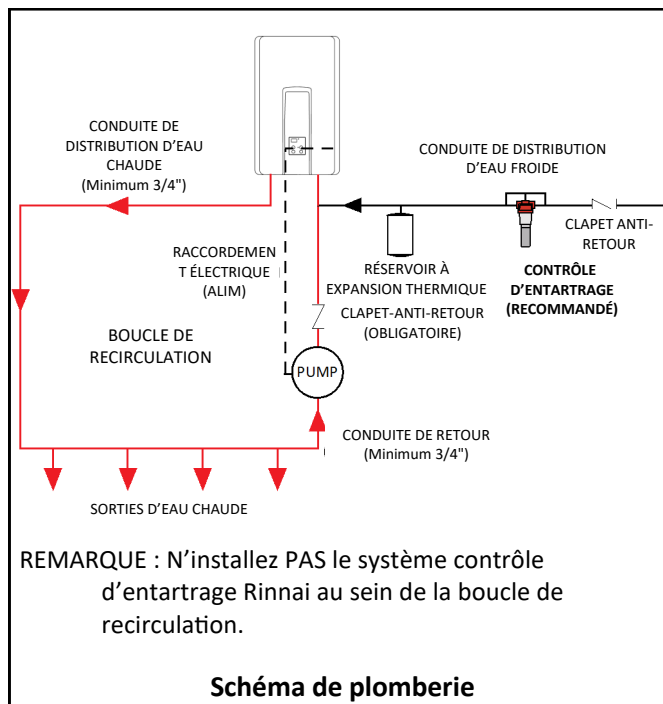 CONDUITE DE
DISTRIBUTION D'EAU
CHAUDE
(Minimum 3/4")
CONDUITE DE DISTRIBUTION
D'EAU FROIDE
CLAPET ANTI-
RETOUR
RACCORDEMEN
T ÉLECTRIQUE
(ALIM)
RÉSERVOIR À
EXPANSION THERMIQUE
CONTRÔLE
D'ENTARTRAGE
(RECOMMANDÉ)
CLAPET-ANTI-RETOUR
(OBLIGATOIRE)
BOUCLE DE
RECIRCULATION
PUMP
CONDUITE DE RETOUR
(Minimum 3/4")
SORTIES D'EAU CHAUDE
REMARQUE : N'installez PAS le système contrôle
d'entartrage Rinnai au sein de la boucle de
recirculation.
Schéma de plomberie